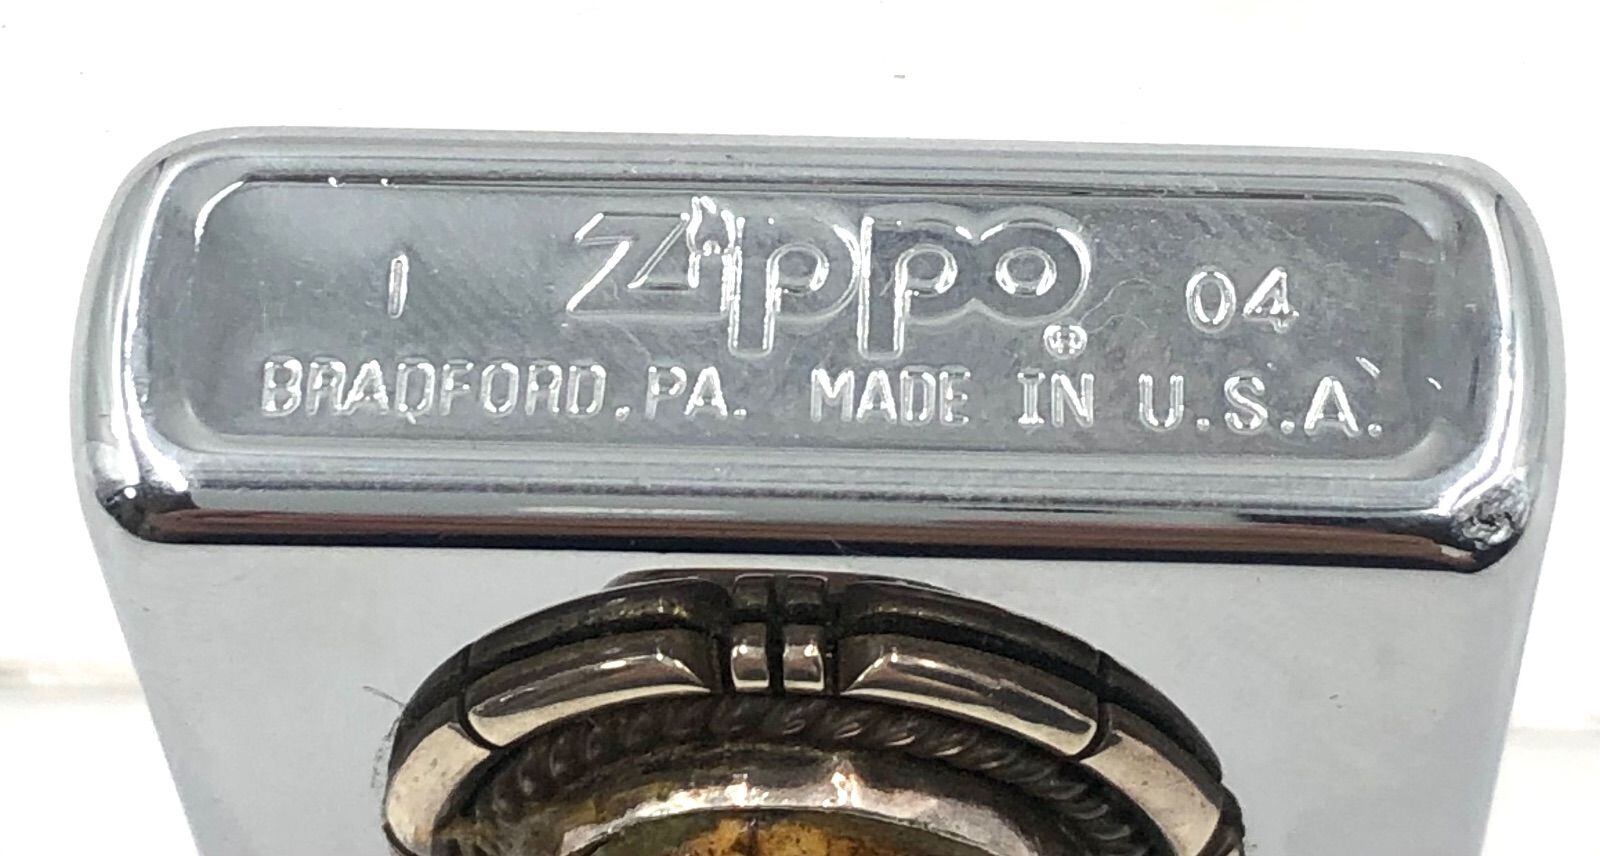 I Zippo ® 04
BRADFORD, PA. MADE IN U.S.A.